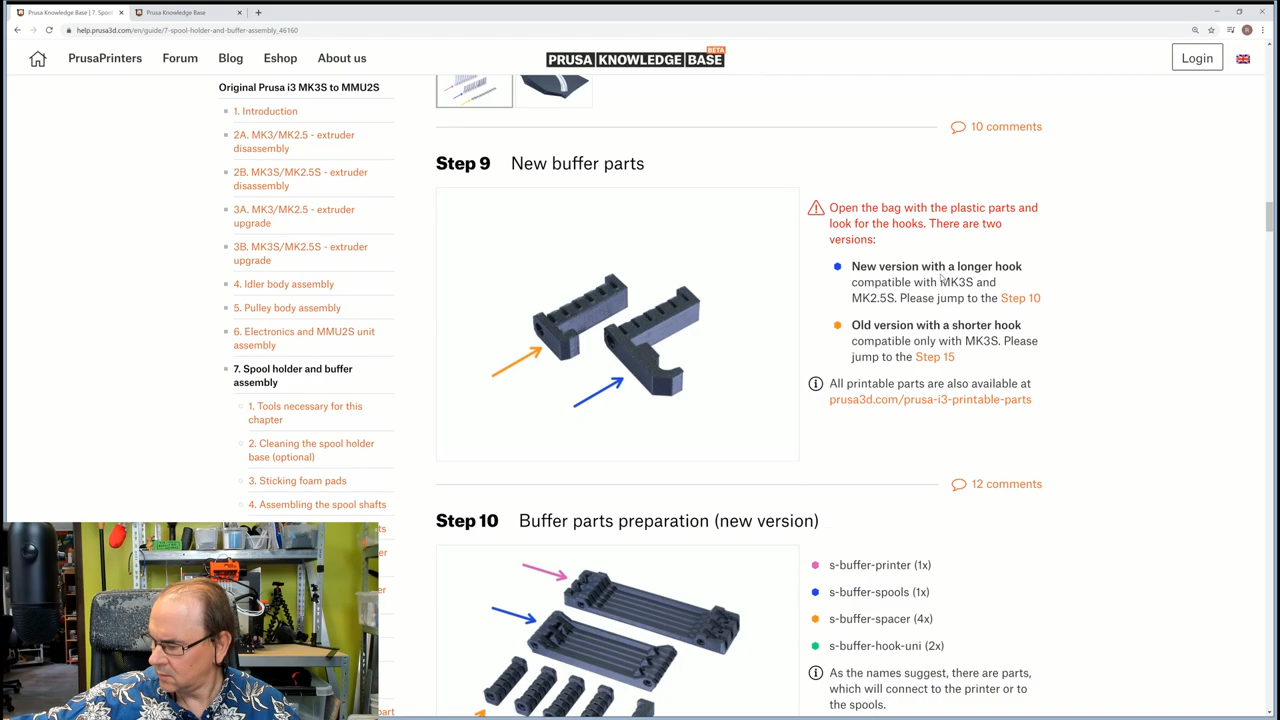 Prusa Knowledge Base | 7. Spool
Prusa Knowledge Base
help.prusa3d.com/en/guide/7-spool-holder-and-buffer-assembly_46160
PrusaPrinters
Forum
Blog
Eshop
About us
PRUSA KNOWLEDGE BASE
BETA
Login
Original Prusa i3 MK3S to MMU2S
1. Introduction
2A. MK3/MK2.5 - extruder
disassembly
2B. MK3S/MK2.5S - extruder
disassembly
3A. MK3/MK2.5 - extruder
upgrade
3B. MK3S/MK2.5S - extruder
upgrade
4. Idler body assembly
5. Pulley body assembly
6. Electronics and MMU2S unit
assembly
7. Spool holder and buffer
assembly
1. Tools necessary for this
chapter
2. Cleaning the spool holder
base (optional)
3. Sticking foam pads
4. Assembling the spool shafts
10 comments
Step 9 New buffer parts
Open the bag with the plastic parts and
look for the hooks. There are two
versions:
New version with a longer hook
compatible with MK3S and
MK2.5S. Please jump to the Step 10
Old version with a shorter hook
compatible only with MK3S. Please
jump to the Step 15
All printable parts are also available at
prusa3d.com/prusa-i3-printable-parts
12 comments
Step 10 Buffer parts preparation (new version)
s-buffer-printer (1x)
s-buffer-spools (1x)
s-buffer-spacer (4x)
s-buffer-hook-uni (2x)
As the names suggest, there are parts,
which will connect to the printer or to
the spools.